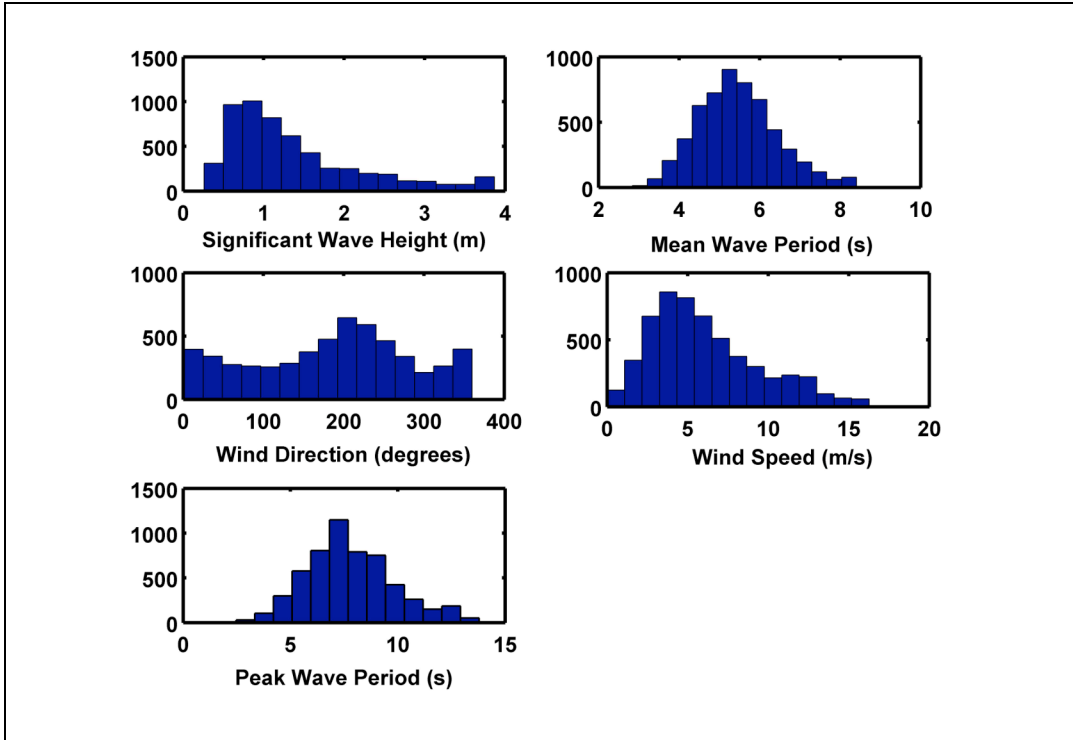 1500
1000
500
0
0 1 2 3 4
Significant Wave Height (m)
1000
500
0
2 4 6 8 10
Mean Wave Period (s)
1000
500
0
0 100 200 300 400
Wind Direction (degrees)
1000
500
0
0 5 10 15 20
Wind Speed (m/s)
1500
1000
500
0
0 5 10 15
Peak Wave Period (s)